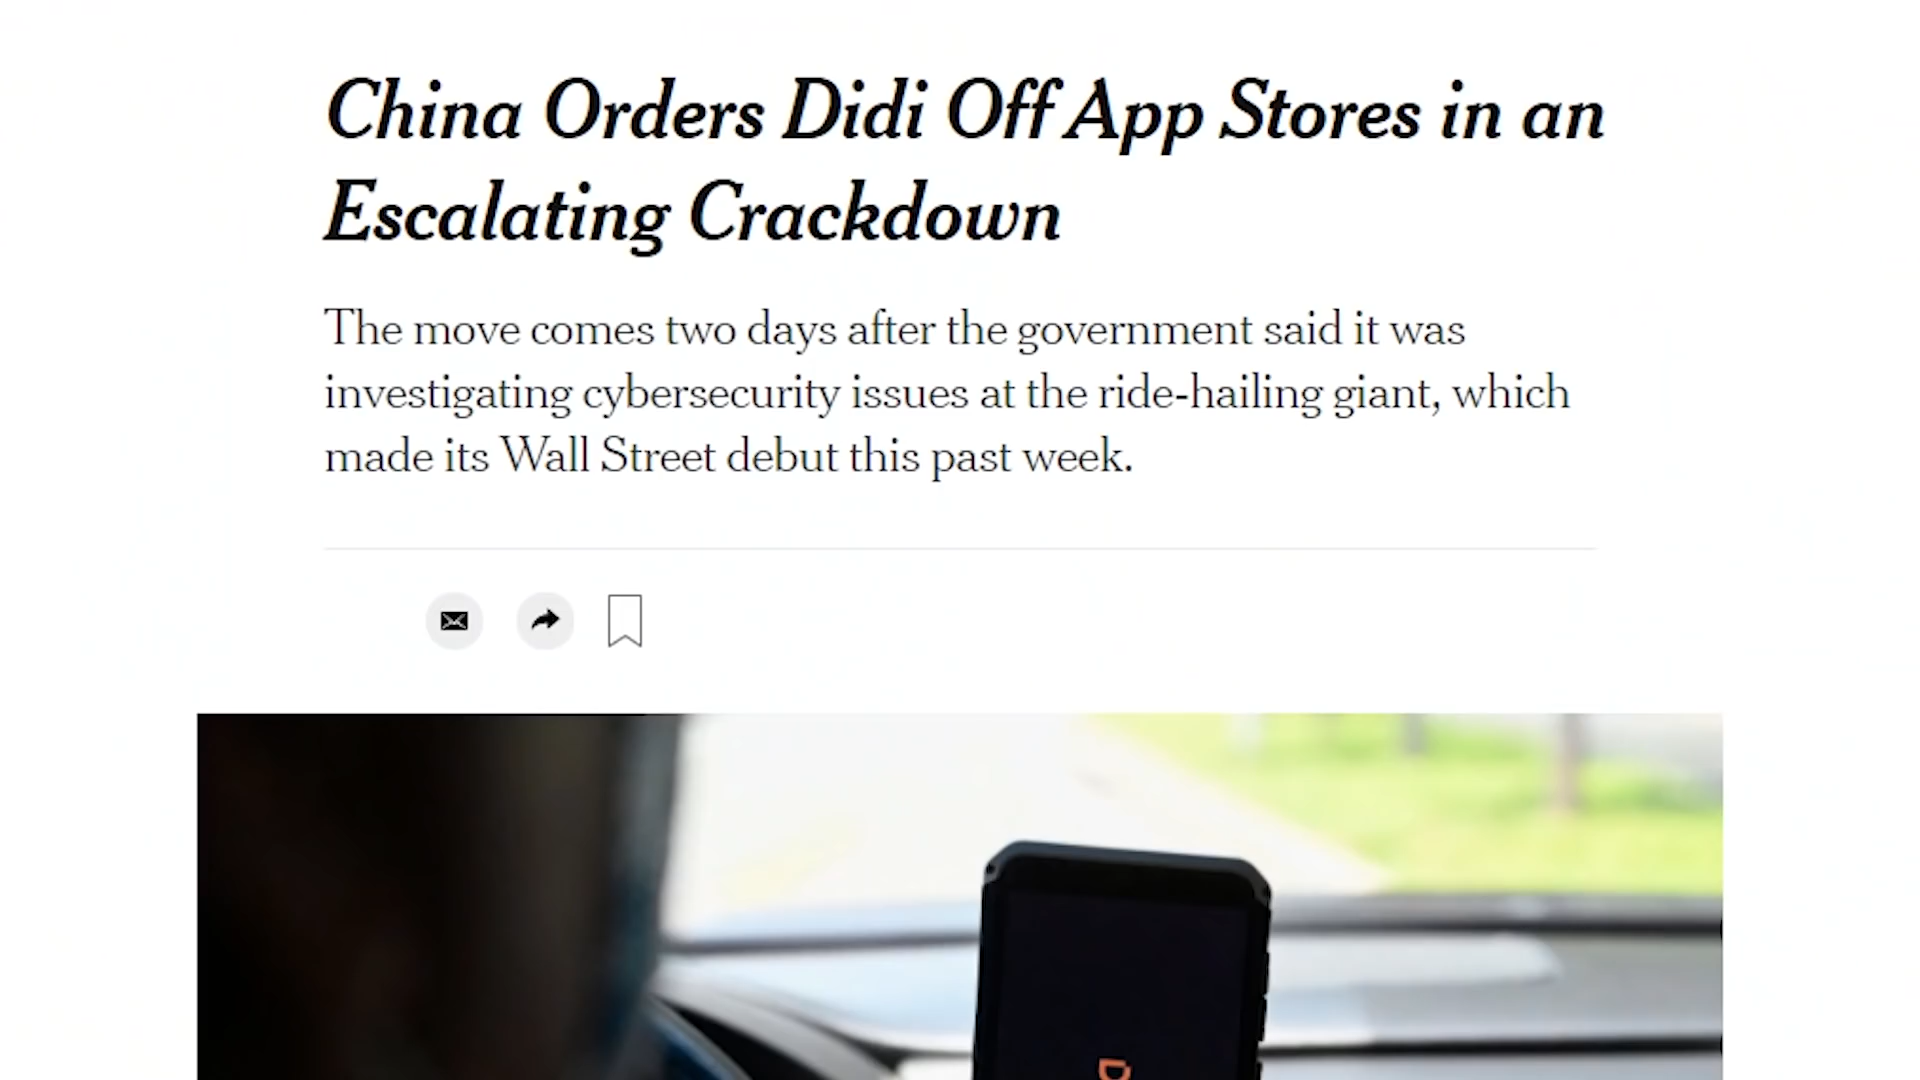 China Orders Didi Off App Stores in an
Escalating Crackdown
The move comes two days after the government said it was
investigating cybersecurity issues at the ride-hailing giant, which
made its Wall Street debut this past week.
D